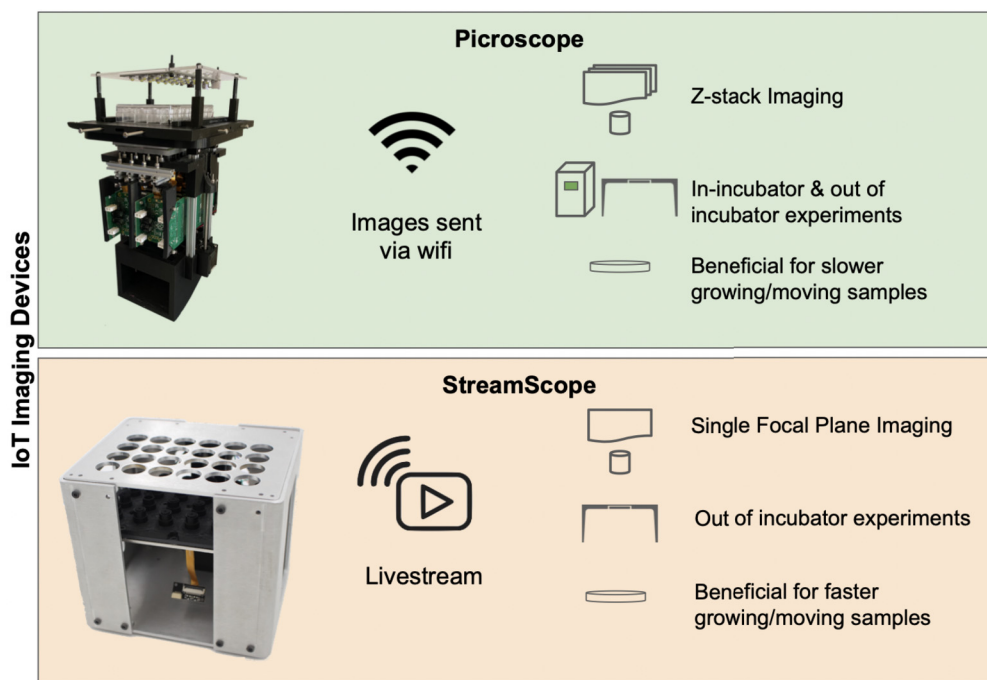 IoT Imaging Devices
Picroscope
Images sent
via wifi
Z-stack Imaging
In-incubator & out of
incubator experiments
Beneficial for slower
growing/moving samples
StreamScope
Livestream
Single Focal Plane Imaging
Out of incubator experiments
Beneficial for faster
growing/moving samples